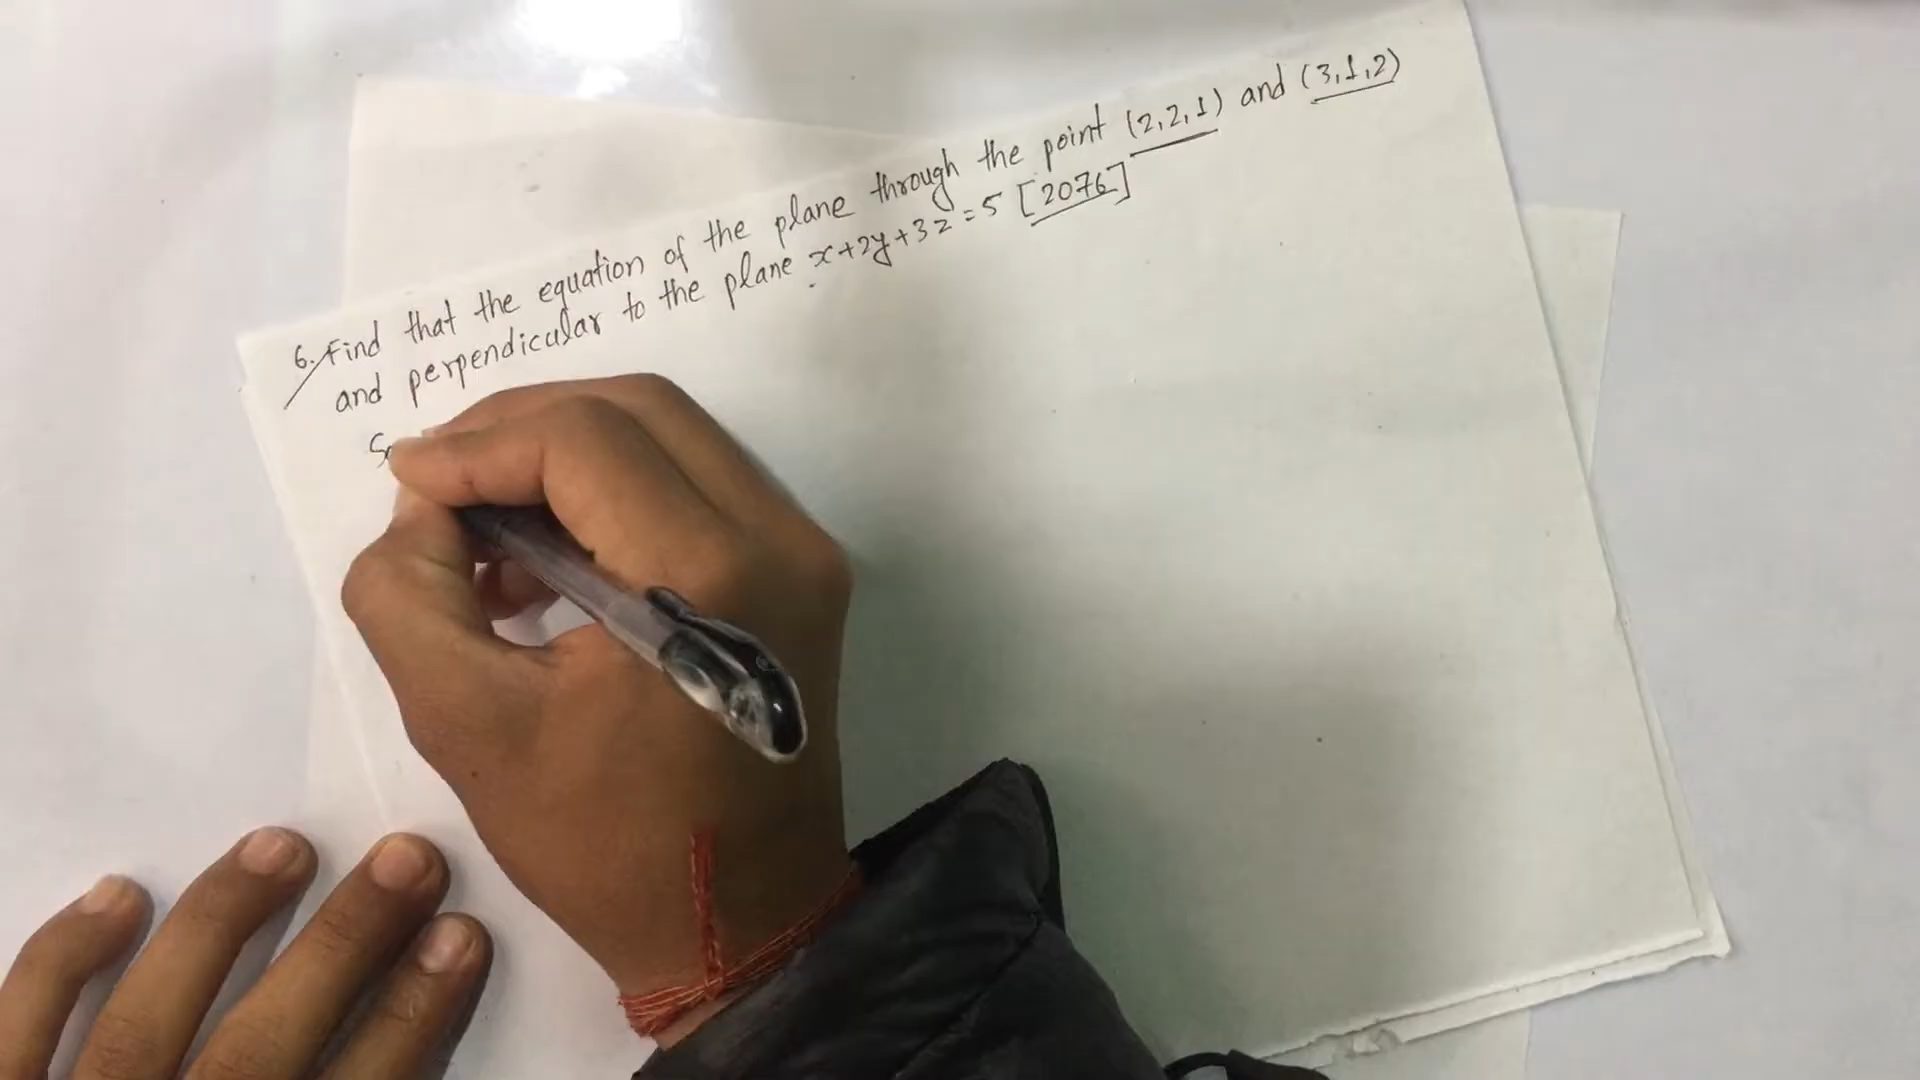 6. Find that the equation of the plane through the point (2,2,1) and (3,1,2)
and perpendicular to the plane x+2y+3z=5 [2076]